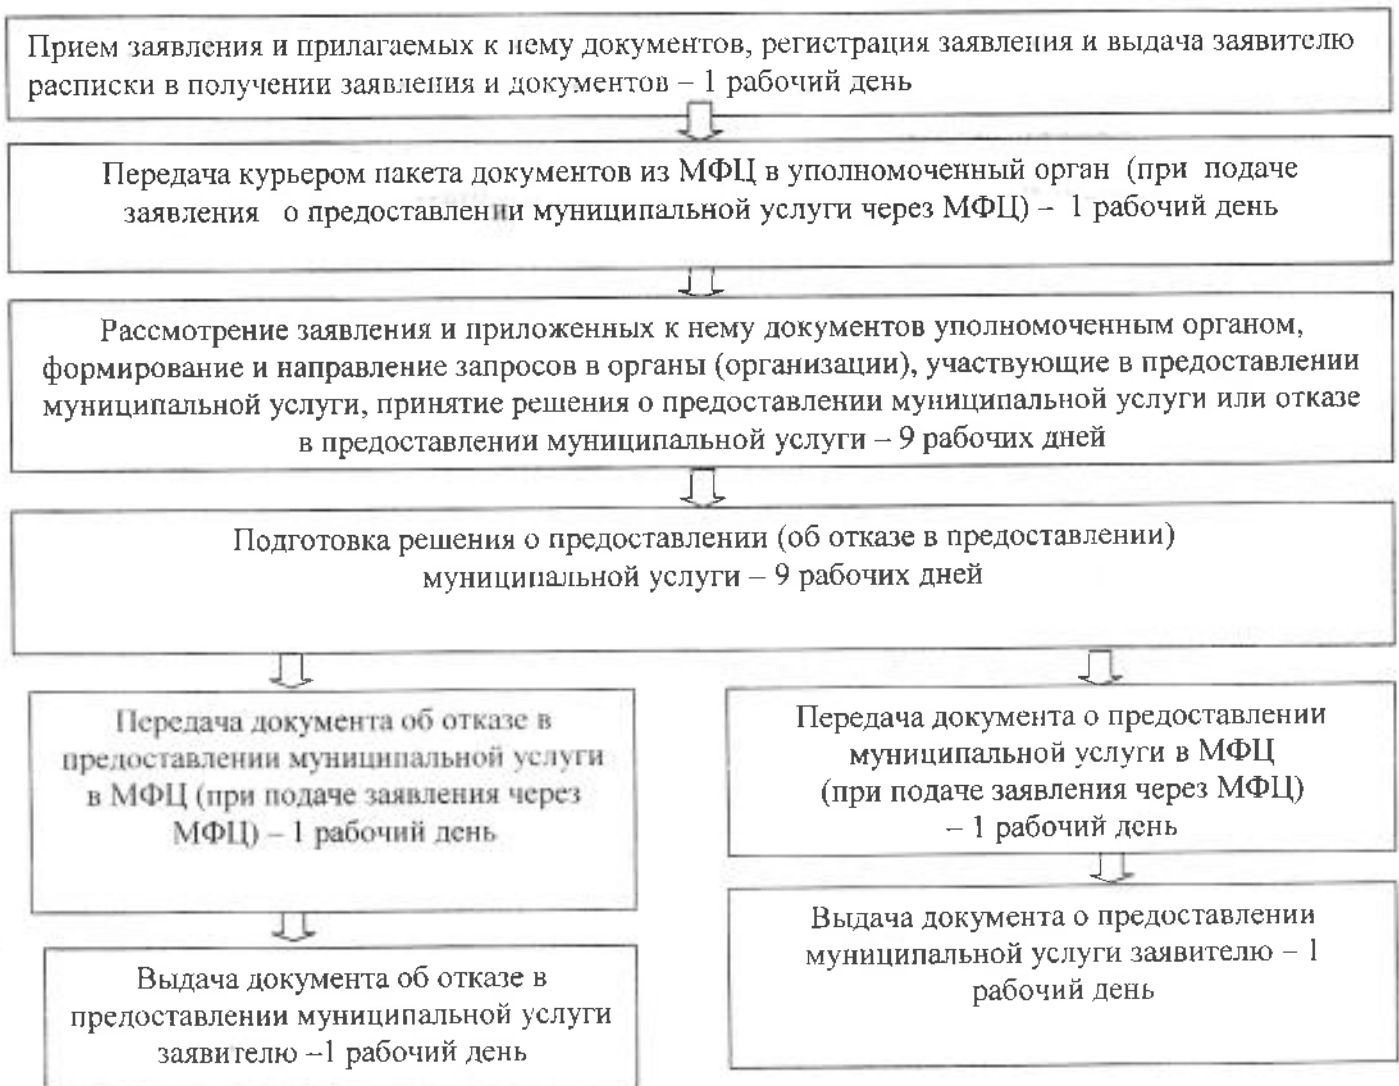 Прием заявления и прилагаемых к нему документов, регистрация заявления и выдача заявителю
расписки в получении заявления и документов – 1 рабочий день
Передача курьером пакета документов из МФЦ в уполномоченный орган (при подаче
заявления о предоставлении муниципальной услуги через МФЦ) – 1 рабочий день
Рассмотрение заявления и приложенных к нему документов уполномоченным органом,
формирование и направление запросов в органы (организации), участвующие в предоставлении
муниципальной услуги, принятие решения о предоставлении муниципальной услуги или отказе
в предоставлении муниципальной услуги – 9 рабочих дней
Подготовка решения о предоставлении (об отказе в предоставлении)
муниципальной услуги – 9 рабочих дней
Передача документа об отказе в
предоставлении муниципальной услуги
в МФЦ (при подаче заявления через
МФЦ) – 1 рабочий день
Выдача документа об отказе в
предоставлении муниципальной услуги
заявителю –1 рабочий день
Передача документа о предоставлении
муниципальной услуги в МФЦ
(при подаче заявления через МФЦ)
– 1 рабочий день
Выдача документа о предоставлении
муниципальной услуги заявителю – 1
рабочий день